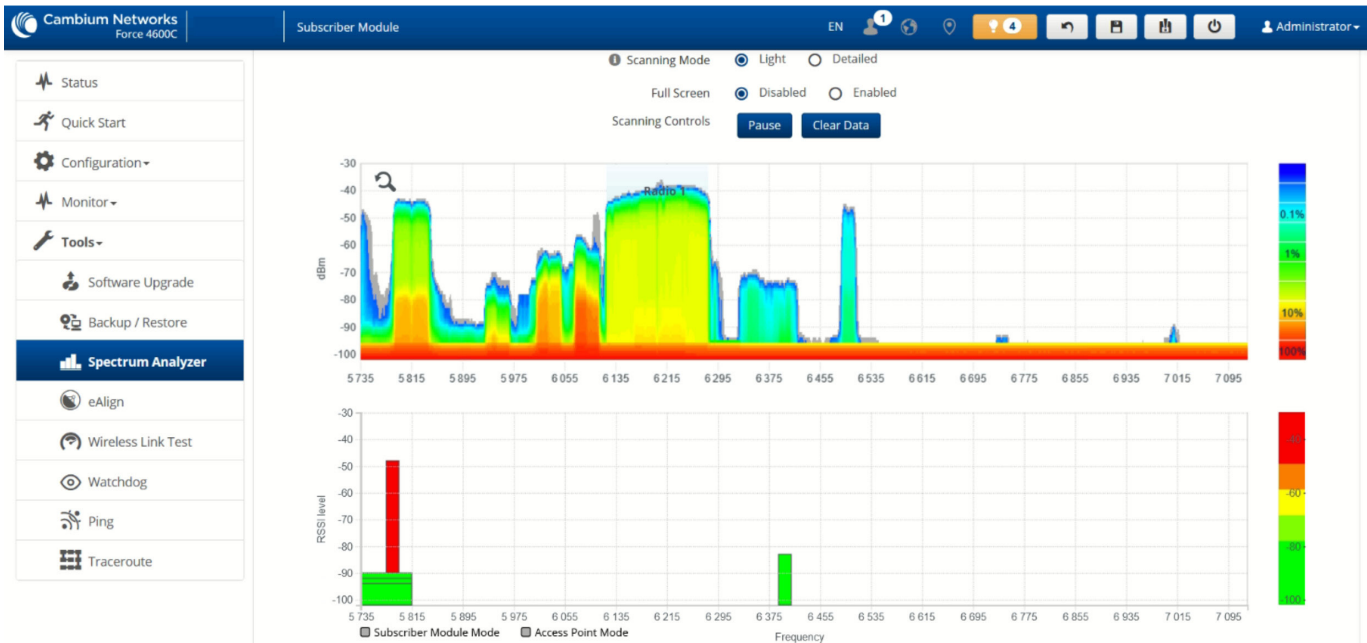 Cambium Networks
Force 4600C
Subscriber Module
EN
1
4
Administrator
Status
Quick Start
Configuration
Monitor
Tools
Software Upgrade
Backup / Restore
Spectrum Analyzer
eAlign
Wireless Link Test
Watchdog
Ping
Traceroute
Scanning Mode Light Detailed
Full Screen Disabled Enabled
Scanning Controls Pause Clear Data
-30
-40
-50
-60
-70
-80
-90
-100
dBm
Radio 1
5 735 5 815 5 895 5 975 6 055 6 135 6 215 6 295 6 375 6 455 6 535 6 615 6 695 6 775 6 855 6 935 7 015 7 095
0.1%
1%
10%
100%
-30
-40
-50
-60
-70
-80
-90
-100
RSSI level
5 735 5 815 5 895 5 975 6 055 6 135 6 215 6 295 6 375 6 455 6 535 6 615 6 695 6 775 6 855 6 935 7 015 7 095
Subscriber Module Mode Access Point Mode
Frequency
-40
-60
-80
-100